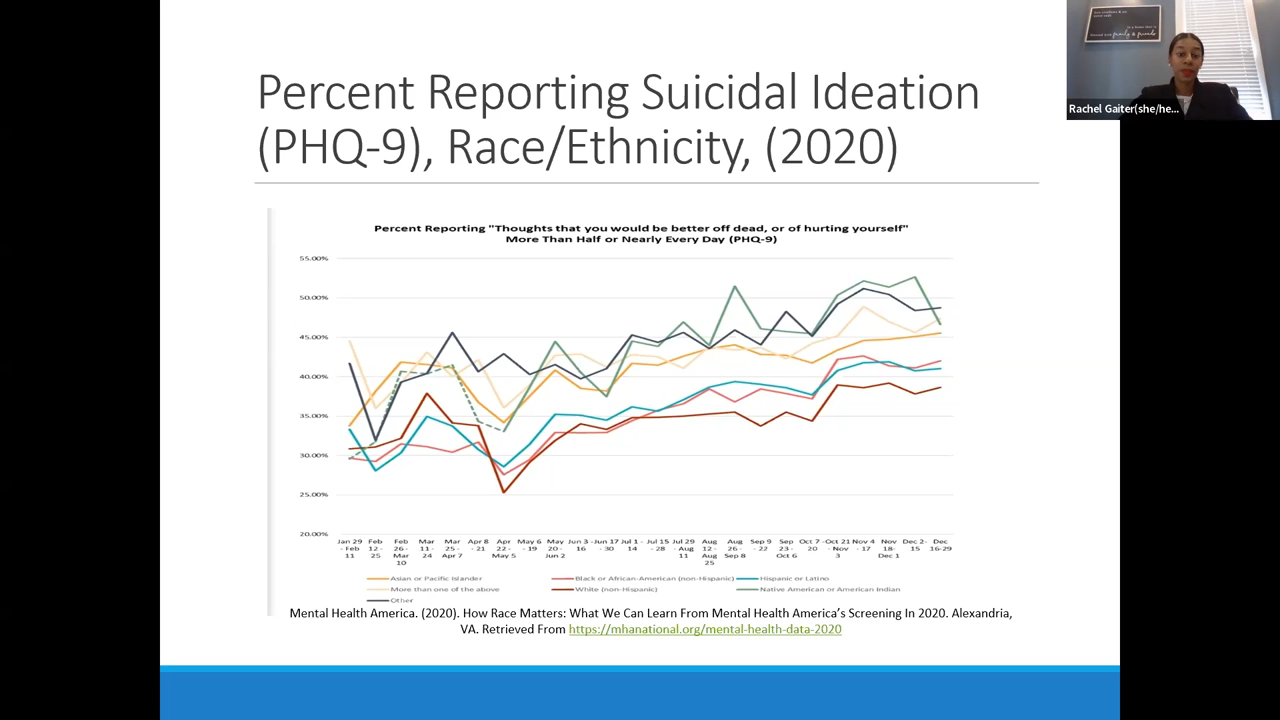 Percent Reporting Suicidal Ideation
(PHQ-9), Race/Ethnicity, (2020)
Percent Reporting "Thoughts that you would be better off dead, or of hurting yourself"
More Than Half or Nearly Every Day (PHQ-9)
55.00%
50.00%
45.00%
40.00%
35.00%
30.00%
25.00%
20.00%
Jan 29 - Feb 11
Feb 12 - 25
Feb 26 - Mar 10
Mar 11 - 24
Mar 25 - Apr 7
Apr 8 - 21
Apr 22 - May 5
May 6 - 19
May 20 - Jun 2
Jun 3 - 16
Jun 17 - 30
Jul 1 - 14
Jul 15 - 28
Jul 29 - Aug 11
Aug 12 - Aug 25
Aug 26 - Sep 8
Sep 9 - 22
Sep 23 - Oct 6
Oct 7 - 20
Oct 21 - Nov 3
Nov 4 - 17
Nov 18 - Dec 1
Dec 2 - 15
Dec 16-29
Asian or Pacific Islander
Black or African-American (non-Hispanic)
Hispanic or Latino
More than one of the above
White (non-Hispanic)
Native American or American Indian
Other
Mental Health America. (2020). How Race Matters: What We Can Learn From Mental Health America's Screening In 2020. Alexandria,
VA. Retrieved From https://mhanational.org/mental-health-data-2020
Rachel Gaiter(she/he...
family & friends